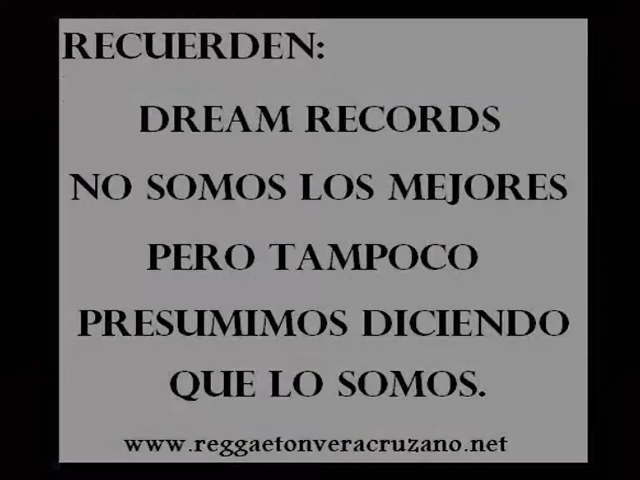 RECUERDEN:
DREAM RECORDS
NO SOMOS LOS MEJORES
PERO TAMPOCO
PRESUMIMOS DICIENDO
QUE LO SOMOS.
www.reggaetonveracruzano.net